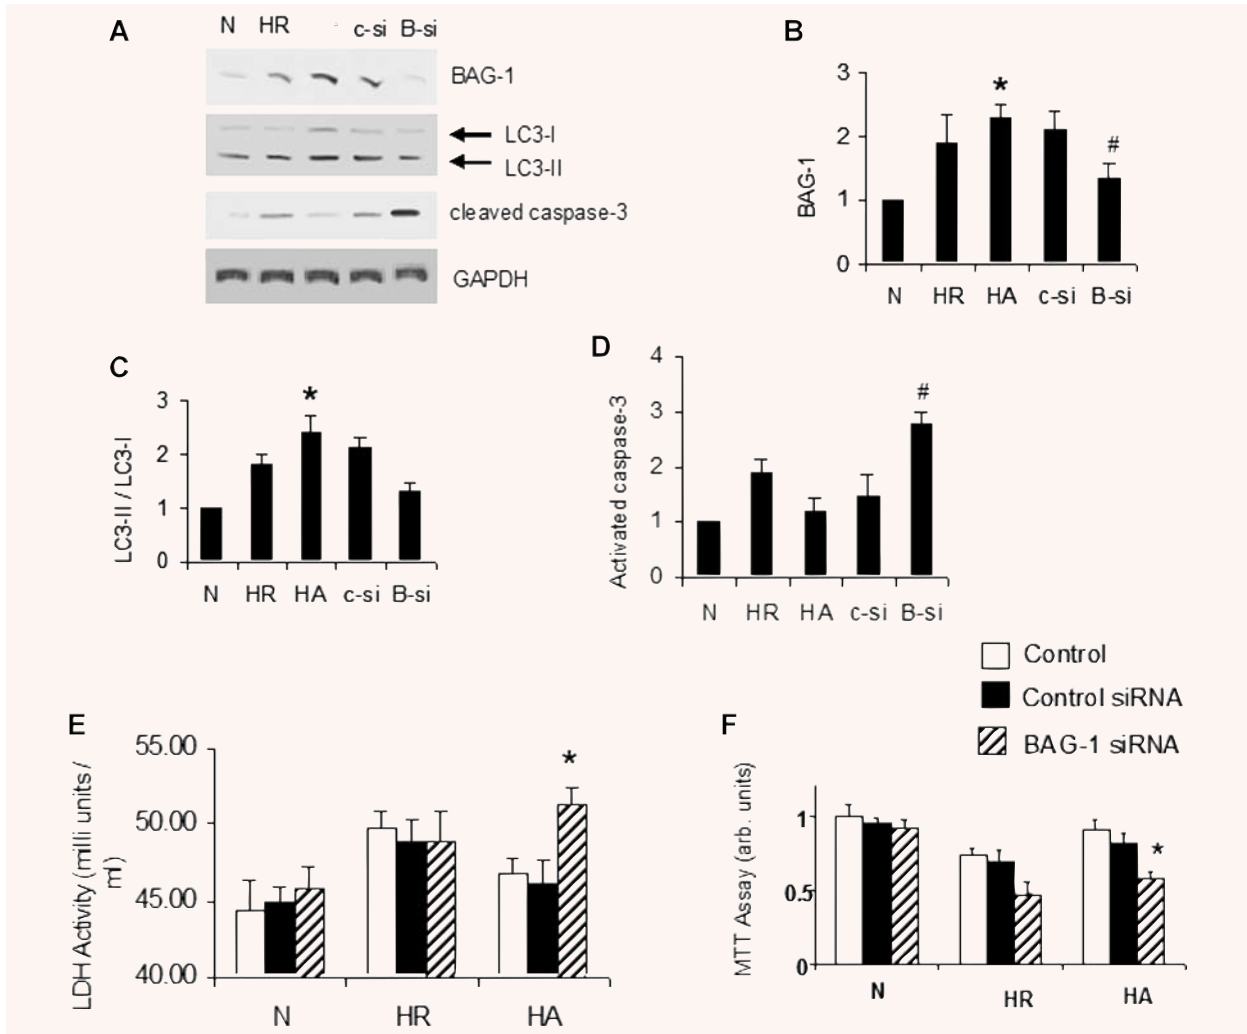 A
N HR c-si B-si
BAG-1
LC3-I
LC3-II
cleaved caspase-3
GAPDH
B
BAG-1
3
2
1
0
*
#
N HR HA c-si B-si
C
LC3-II / LC3-I
3
2
1
0
*
N HR HA c-si B-si
D
Activated caspase-3
4
3
2
1
0
#
N HR HA c-si B-si
Control
Control siRNA
BAG-1 siRNA
E
LDH Activity (milli units /
ml)
55.00
50.00
45.00
40.00
*
N HR HA
F
MTT Assay (arb. units)
1
0.5
0
*
N HR HA